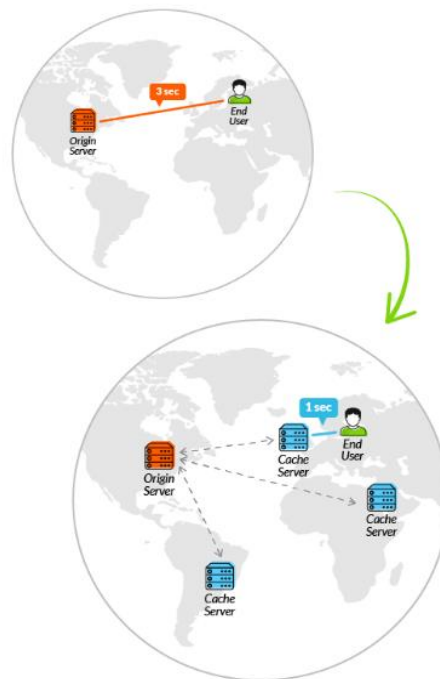 3 sec
Origin
Server
End
User
1 sec
Cache
Server
End
User
Origin
Server
Cache
Server
Cache
Server